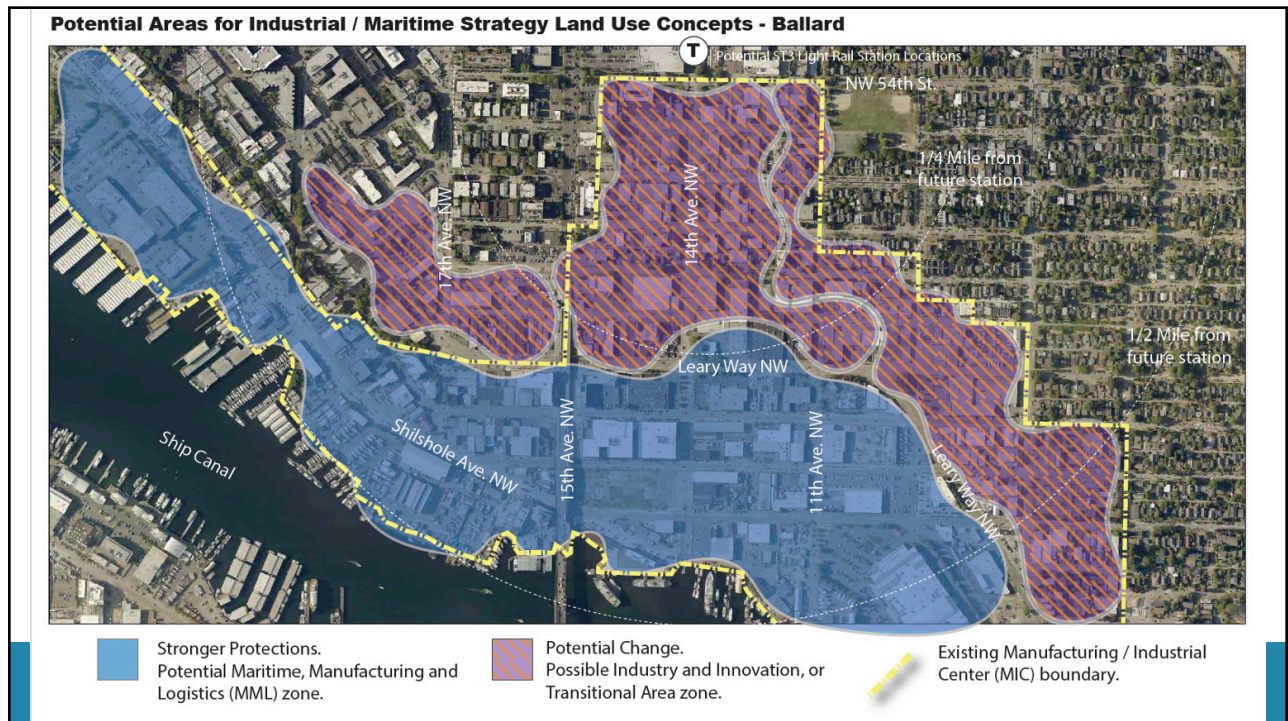 Potential Areas for Industrial / Maritime Strategy Land Use Concepts - Ballard
T
Potential ST3 Light Rail Station Locations
NW 54th St.
1/4 Mile from
future station
14th Ave. NW
17th Ave. NW
1/2 Mile from
future station
Leary Way NW
Shilshole Ave. NW
15th Ave. NW
11th Ave. NW
Ship Canal
Leary Way NW
Stronger Protections.
Potential Maritime, Manufacturing and
Logistics (MML) zone.
Potential Change.
Possible Industry and Innovation, or
Transitional Area zone.
Existing Manufacturing / Industrial
Center (MIC) boundary.